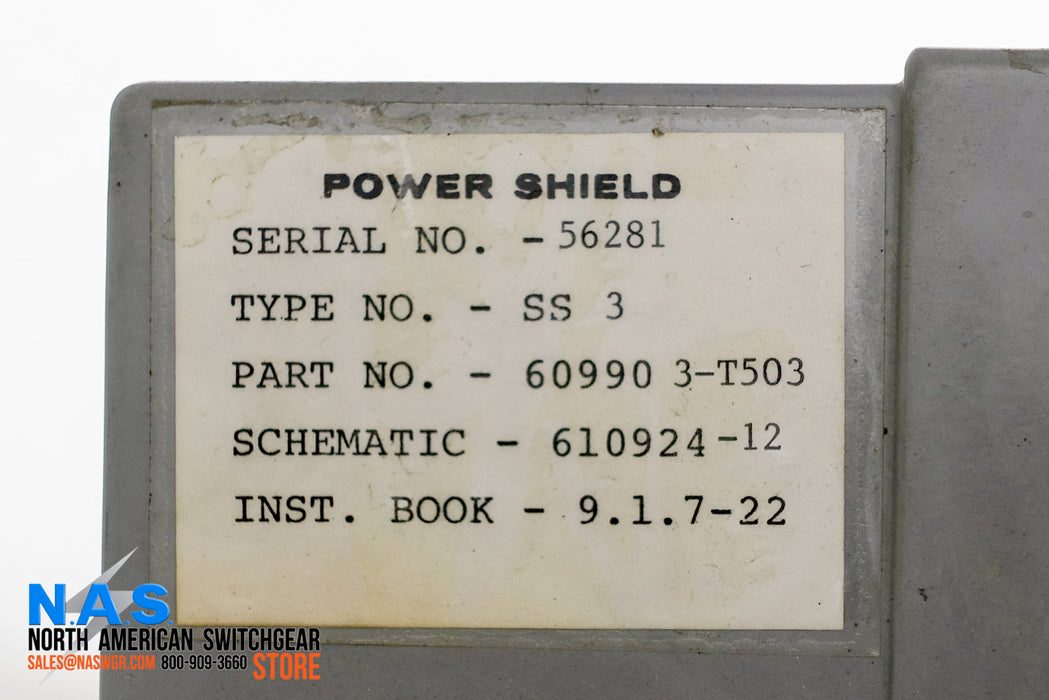 POWER SHIELD
SERIAL NO. - 56281
TYPE NO. - SS 3
PART NO. - 60990 3-T503
SCHEMATIC - 610924-12
INST. BOOK - 9.1.7-22
N.A.S.
NORTH AMERICAN SWITCHGEAR
SALES@NASWGR.COM 800-909-3660 STORE